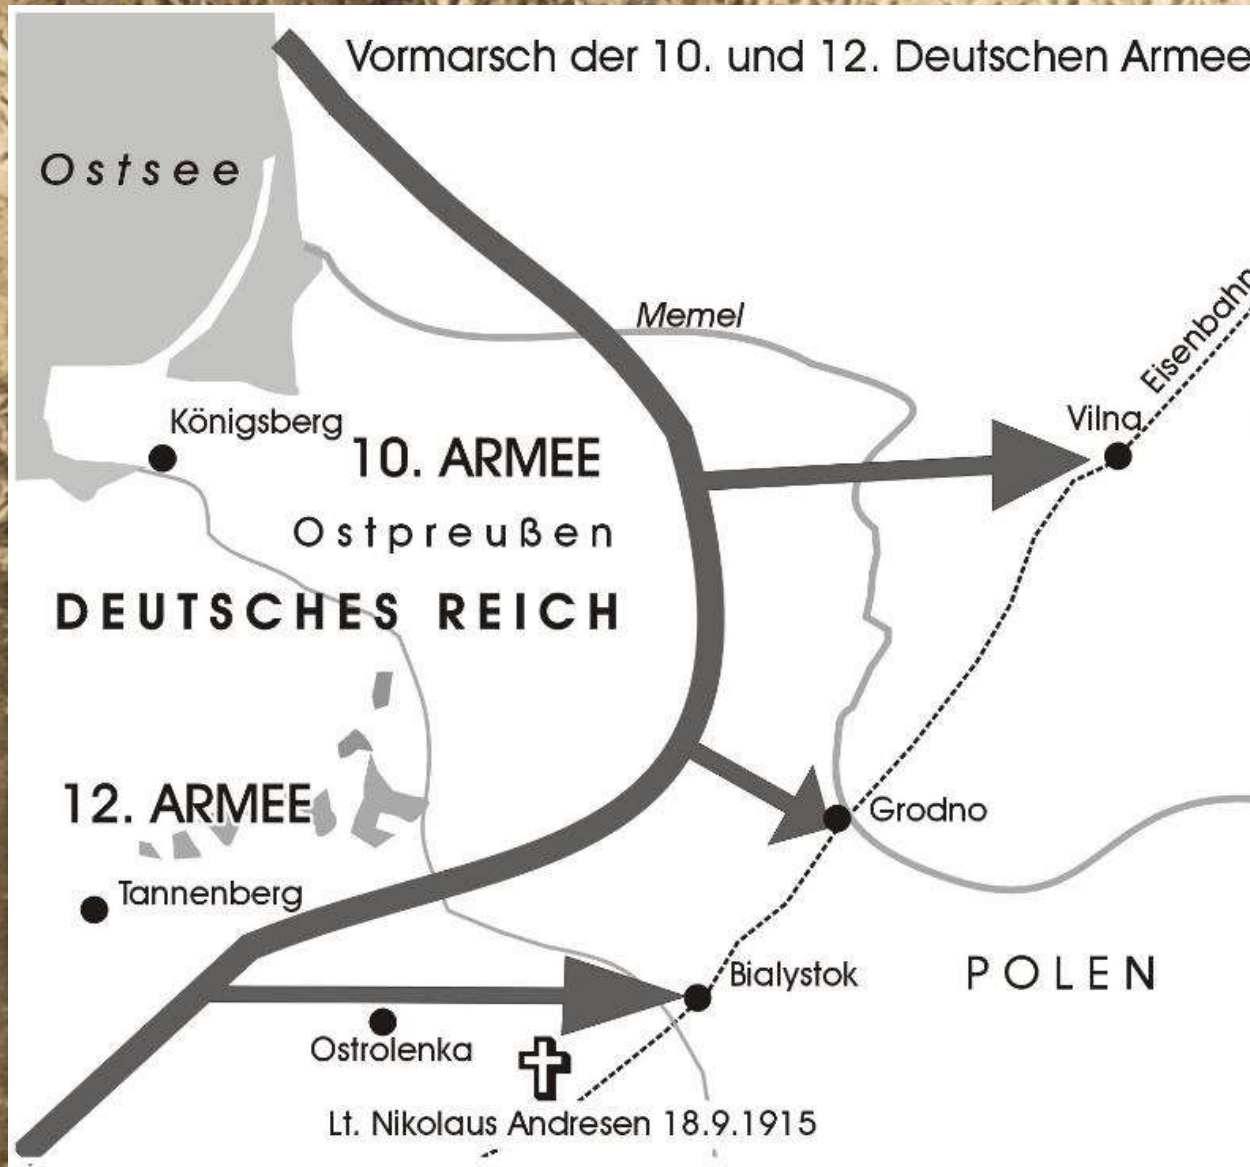 Vormarsch der 10. und 12. Deutschen Armee
Ostsee
Memel
Eisenbahn
Vilna
Königsberg
10. ARMEE
Ostpreußen
DEUTSCHES REICH
12. ARMEE
Grodno
Tannenberg
Bialystok
POLEN
Ostrolenka
Lt. Nikolaus Andresen 18.9.1915